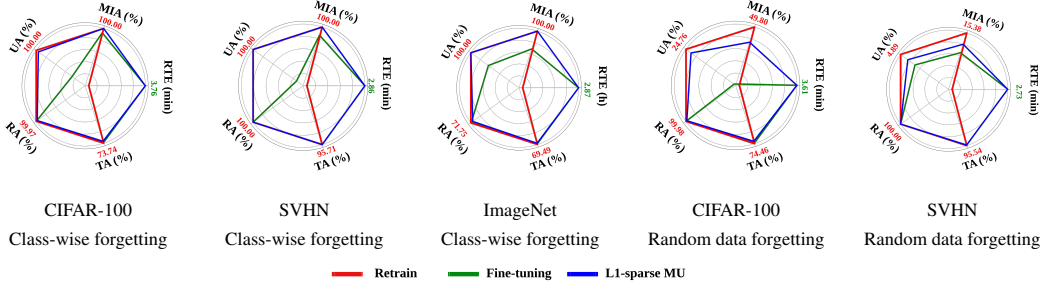 MIA (%)
100.00
UA (%)
100.00
RTE (min)
3.76
RA (%)
99.97
TA (%)
73.74
CIFAR-100
Class-wise forgetting
MIA (%)
100.00
UA (%)
100.00
RTE (min)
2.86
RA (%)
100.00
TA (%)
95.71
SVHN
Class-wise forgetting
MIA (%)
100.00
UA (%)
100.00
RTE (h)
2.87
RA (%)
71.75
TA (%)
69.49
ImageNet
Class-wise forgetting
MIA (%)
49.80
UA (%)
24.76
RTE (min)
3.61
RA (%)
99.98
TA (%)
74.46
CIFAR-100
Random data forgetting
MIA (%)
15.38
UA (%)
4.89
RTE (min)
2.73
RA (%)
100.00
TA (%)
95.54
SVHN
Random data forgetting
Retrain
Fine-tuning
L1-sparse MU